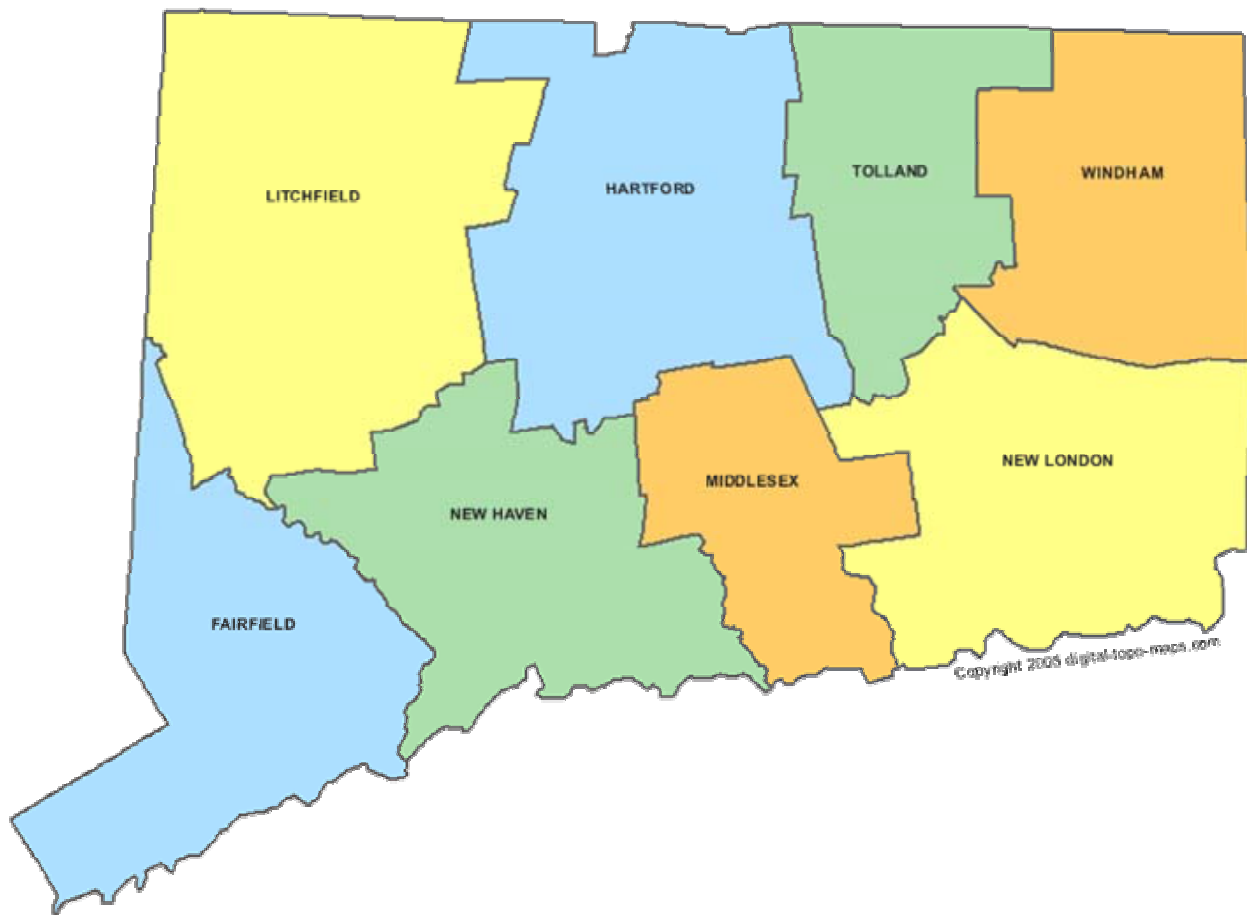 LITCHFIELD
HARTFORD
TOLLAND
WINDHAM
NEW HAVEN
MIDDLESEX
NEW LONDON
FAIRFIELD
Copyright 2005 digital-topo-maps.com